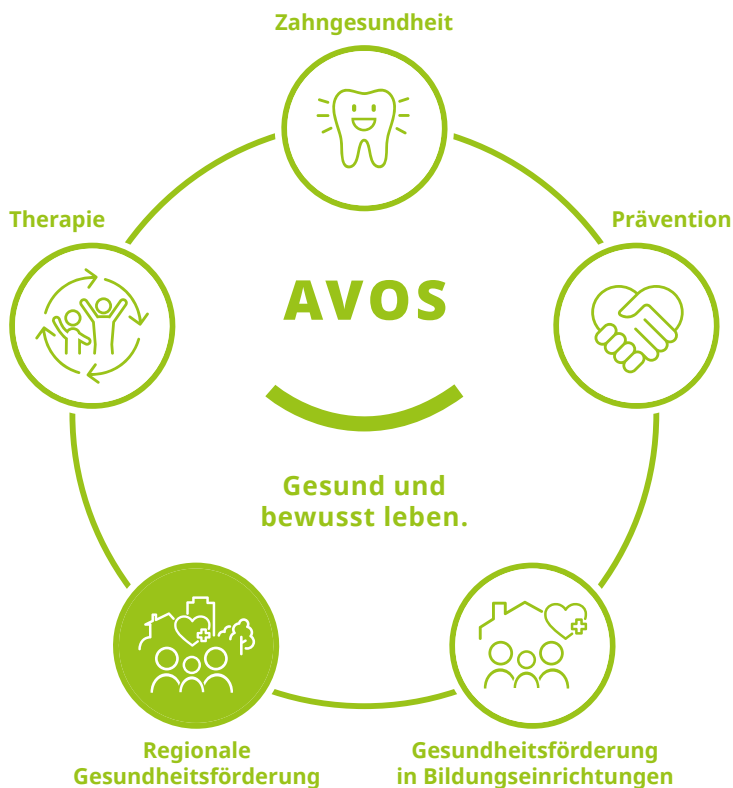 Zahngesundheit
Therapie
Prävention
AVOS
Gesund und
bewusst leben.
Regionale
Gesundheitsförderung
Gesundheitsförderung
in Bildungseinrichtungen